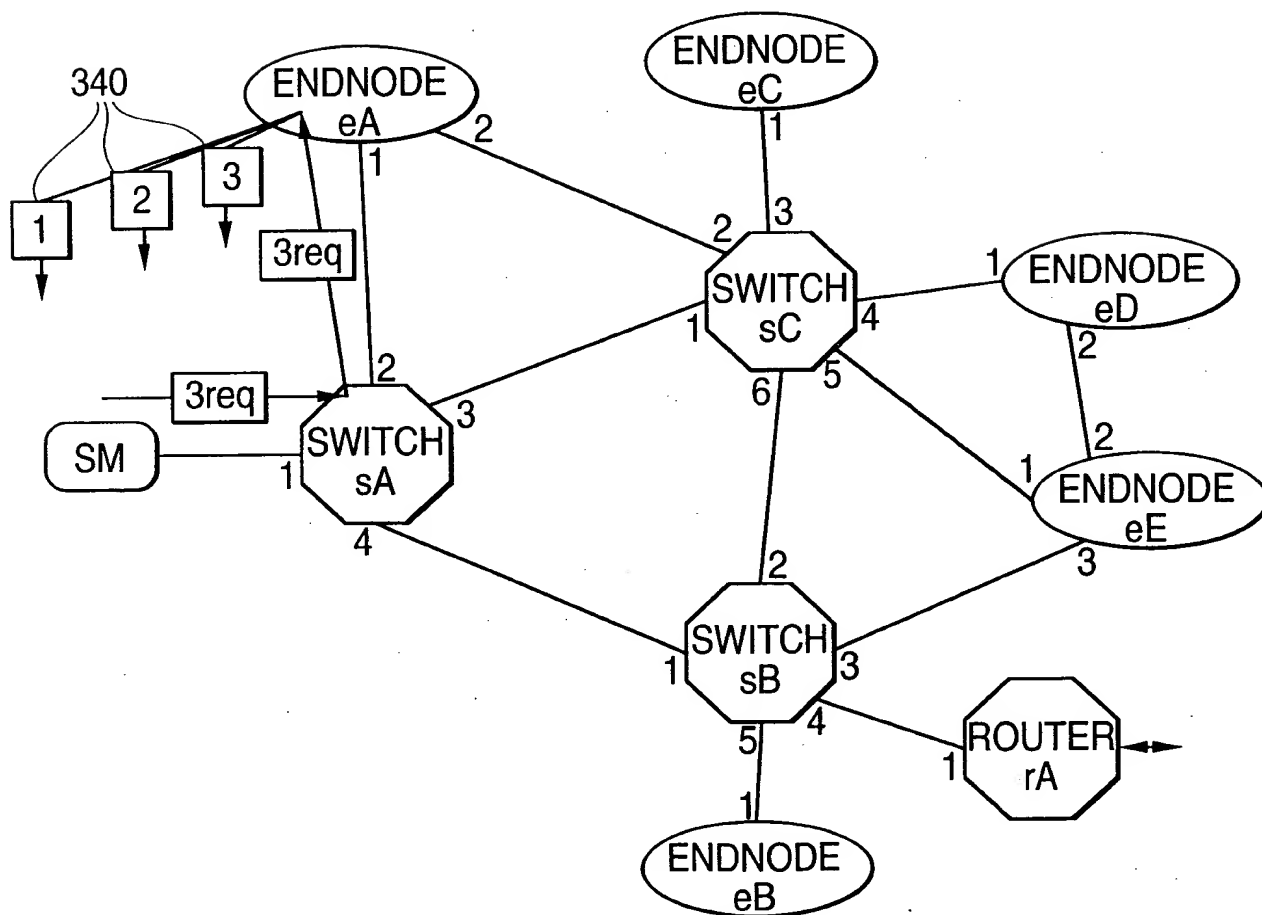 340
ENDNODE
eA
ENDNODE
eC
1
2
3
1
2
1
3req
2
3
SWITCH
sC
1
4
6
5
1
ENDNODE
eD
2
3req
2
3
SM
1
SWITCH
sA
4
2
1
ENDNODE
eE
3
2
SWITCH
sB
1
3
4
5
1
ROUTER
rA
1
ENDNODE
eB